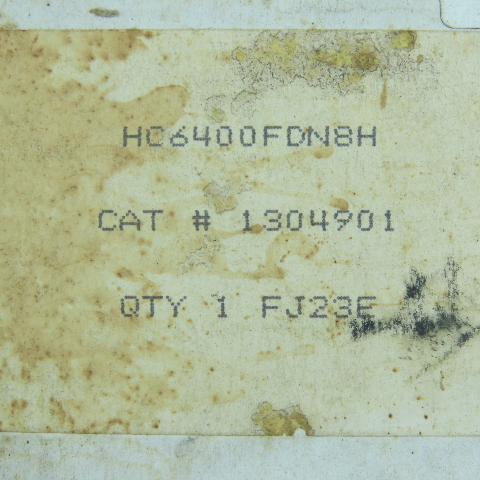 HC6400FDN8H
CAT # 1304901
QTY 1 FJ23E